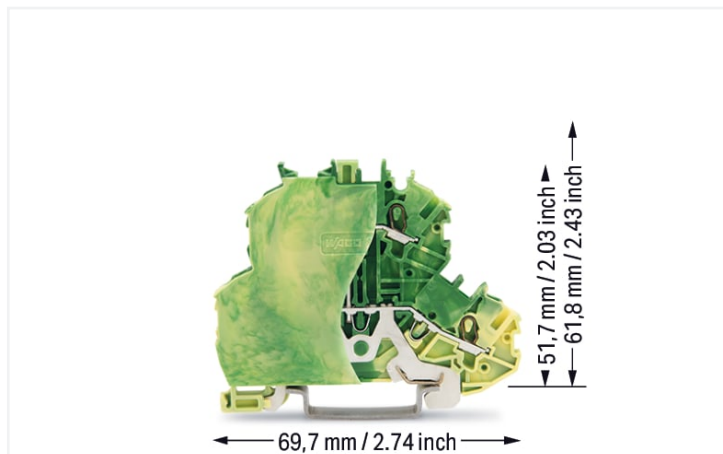 51,7 mm / 2.03 inch
61,8 mm / 2.43 inch
69,7 mm / 2.74 inch